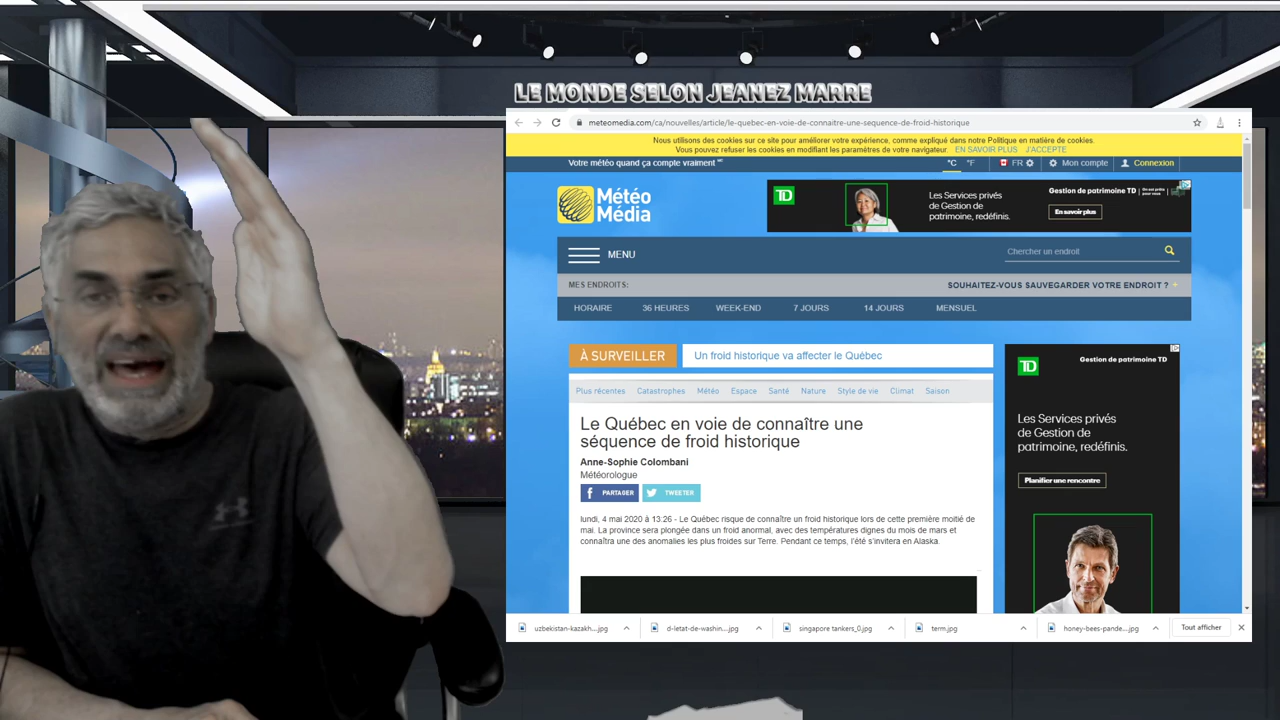 LE MONDE SELON JEANEZ MARRE
meteomedia.com/ca/nouvelles/article/le-quebec-en-voie-de-connaitre-une-sequence-de-froid-historique
Nous utilisons des cookies sur ce site pour améliorer votre expérience, comme expliqué dans notre Politique en matière de cookies.
Vous pouvez refuser les cookies en modifiant les paramètres de votre navigateur. EN SAVOIR PLUS J'ACCEPTE
Votre météo quand ça compte vraiment MC
°C °F FR Mon compte Connexion
Météo
Média
TD
Les Services privés
de Gestion de
patrimoine, redéfinis.
Gestion de patrimoine TD
En savoir plus
MENU
Chercher un endroit
MES ENDROITS:
SOUHAITEZ-VOUS SAUVEGARDER VOTRE ENDROIT ? +
HORAIRE 36 HEURES WEEK-END 7 JOURS 14 JOURS MENSUEL
À SURVEILLER
Un froid historique va affecter le Québec
Plus récentes Catastrophes Météo Espace Santé Nature Style de vie Climat Saison
Le Québec en voie de connaître une
séquence de froid historique
Anne-Sophie Colombani
Météorologue
f PARTAGER TWEETER
lundi, 4 mai 2020 à 13:26 - Le Québec risque de connaître un froid historique lors de cette première moitié de
mai. La province sera plongée dans un froid anormal, avec des températures dignes du mois de mars et
connaîtra une des anomalies les plus froides sur Terre. Pendant ce temps, l'été s'invitera en Alaska.
TD
Gestion de patrimoine TD
Les Services privés
de Gestion de
patrimoine, redéfinis.
Planifier une rencontre
uzbekistan-kazakh....jpg
d-letat-de-washin....jpg
singapore tankers_0.jpg
term.jpg
honey-bees-pande....jpg
Tout afficher